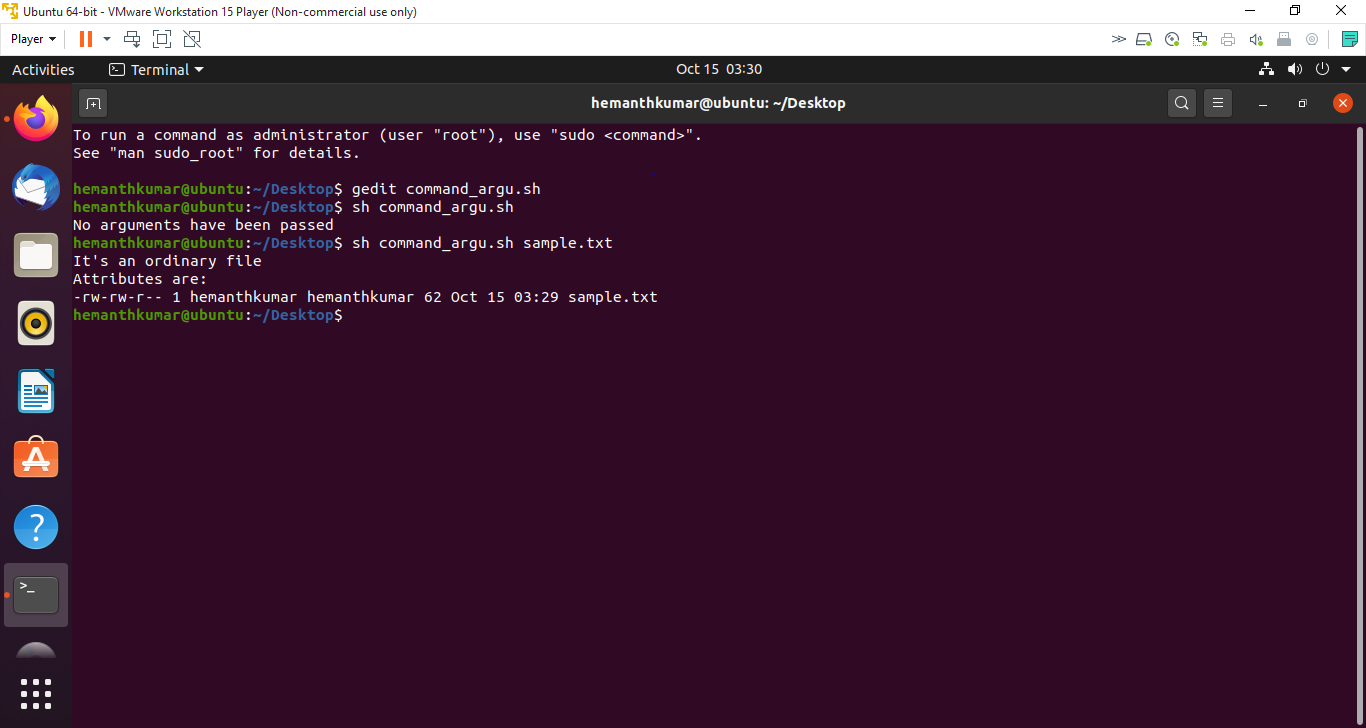 Ubuntu 64-bit - VMware Workstation 15 Player (Non-commercial use only)
Player
Activities
Terminal
Oct 15 03:30
hemanthkumar@ubuntu: ~/Desktop
To run a command as administrator (user "root"), use "sudo <command>".
See "man sudo_root" for details.
hemanthkumar@ubuntu:~/Desktop$ gedit command_argu.sh
hemanthkumar@ubuntu:~/Desktop$ sh command_argu.sh
No arguments have been passed
hemanthkumar@ubuntu:~/Desktop$ sh command_argu.sh sample.txt
It's an ordinary file
Attributes are:
-rw-rw-r-- 1 hemanthkumar hemanthkumar 62 Oct 15 03:29 sample.txt
hemanthkumar@ubuntu:~/Desktop$